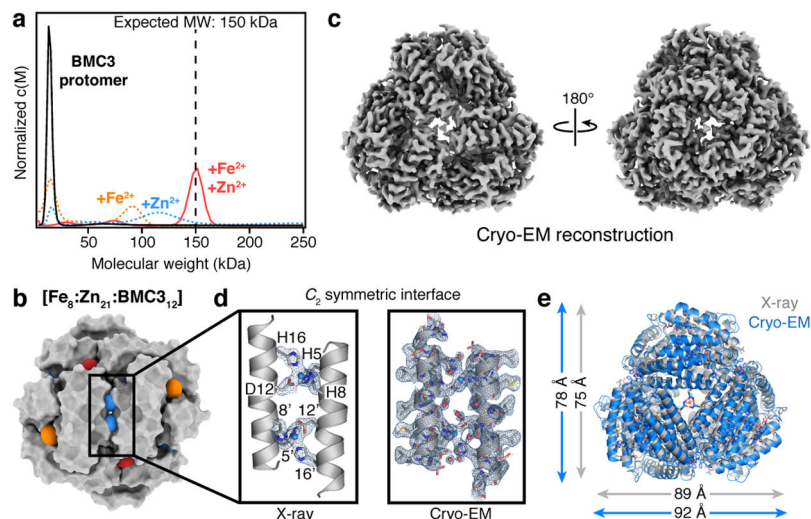 a
Expected MW: 150 kDa
BMC3
protomer
+Fe²⁺
+Zn²⁺
+Fe²⁺
+Zn²⁺
Normalized c(M)
50 100 150 200 250
Molecular weight (kDa)
c
180°
Cryo-EM reconstruction
b [Fe₈:Zn₂₁:BMC3₁₂]
d C₂ symmetric interface
H16
H5
D12
H8
8' 12'
5'
16'
X-ray
Cryo-EM
e
X-ray
Cryo-EM
78 Å
75 Å
89 Å
92 Å